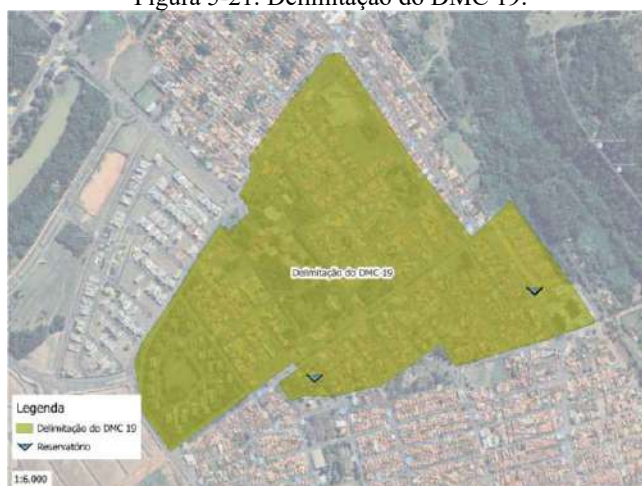 Figura 5-21: Delimitação do DMC 19.
Delimitação do DMC 19
Legenda
Delimitação do DMC 19
Reservatório
1:6.000